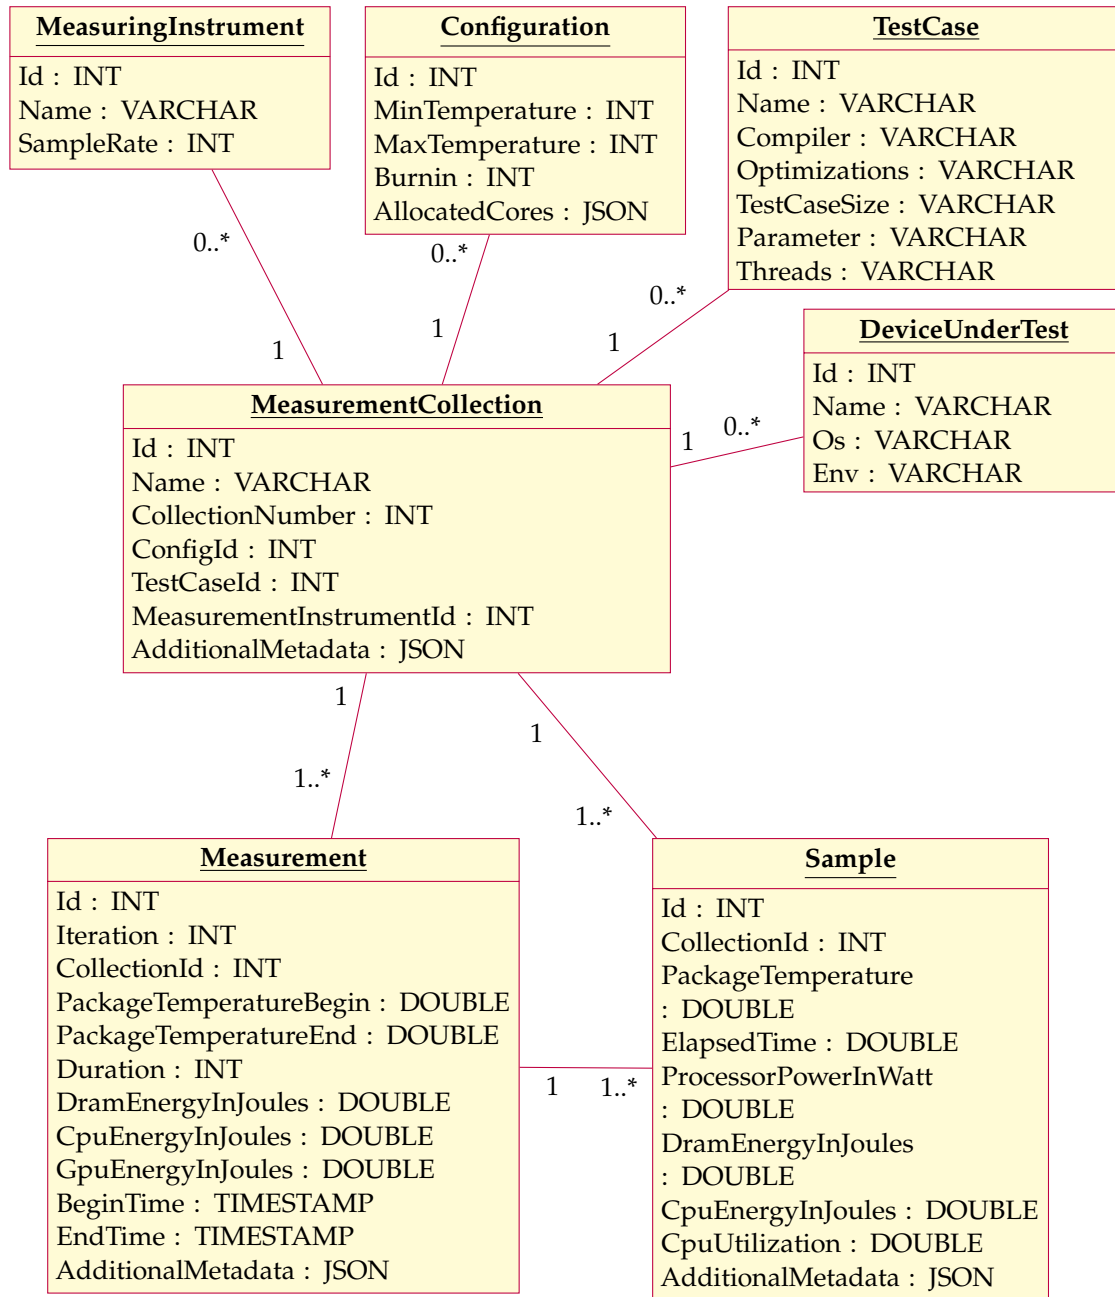 MeasuringInstrument
Id : INT
Name : VARCHAR
SampleRate : INT
Configuration
Id : INT
MinTemperature : INT
MaxTemperature : INT
Burnin : INT
AllocatedCores : JSON
TestCase
Id : INT
Name : VARCHAR
Compiler : VARCHAR
Optimizations : VARCHAR
TestCaseSize : VARCHAR
Parameter : VARCHAR
Threads : VARCHAR
0..*
1
0..*
1
0..*
1
DeviceUnderTest
Id : INT
Name : VARCHAR
Os : VARCHAR
Env : VARCHAR
1
0..*
MeasurementCollection
Id : INT
Name : VARCHAR
CollectionNumber : INT
ConfigId : INT
TestCaseId : INT
MeasurementInstrumentId : INT
AdditionalMetadata : JSON
1
1..*
1
1..*
Measurement
Id : INT
Iteration : INT
CollectionId : INT
PackageTemperatureBegin : DOUBLE
PackageTemperatureEnd : DOUBLE
Duration : INT
DramEnergyInJoules : DOUBLE
CpuEnergyInJoules : DOUBLE
GpuEnergyInJoules : DOUBLE
BeginTime : TIMESTAMP
EndTime : TIMESTAMP
AdditionalMetadata : JSON
1
1..*
Sample
Id : INT
CollectionId : INT
PackageTemperature
: DOUBLE
ElapsedTime : DOUBLE
ProcessorPowerInWatt
: DOUBLE
DramEnergyInJoules
: DOUBLE
CpuEnergyInJoules : DOUBLE
CpuUtilization : DOUBLE
AdditionalMetadata : JSON